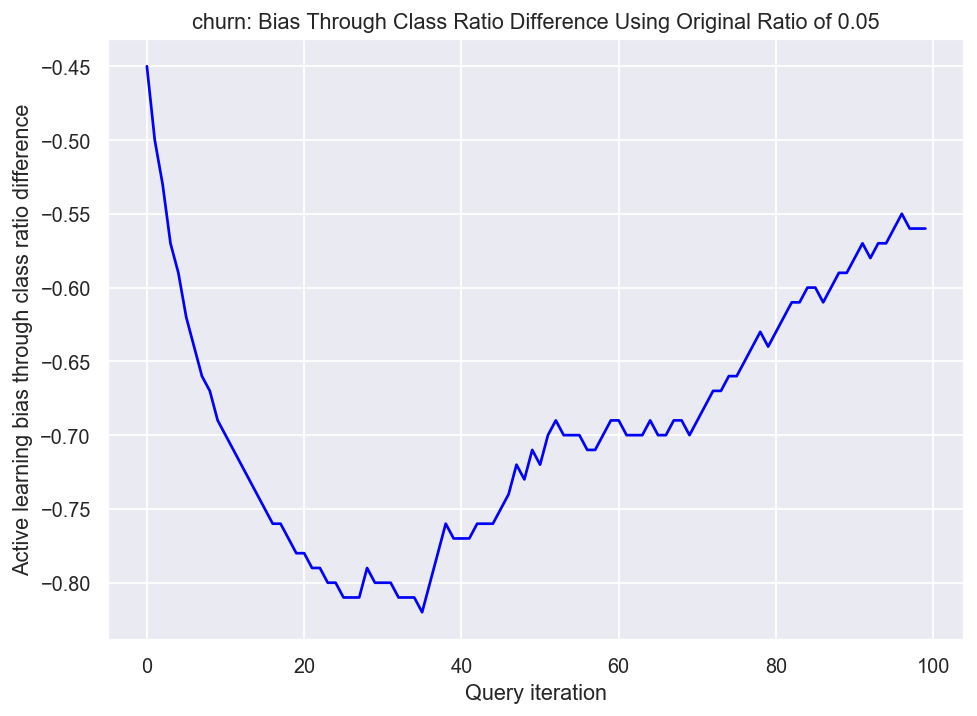 churn: Bias Through Class Ratio Difference Using Original Ratio of 0.05
Active learning bias through class ratio difference
−0.45
−0.50
−0.55
−0.60
−0.65
−0.70
−0.75
−0.80
0 20 40 60 80 100
Query iteration